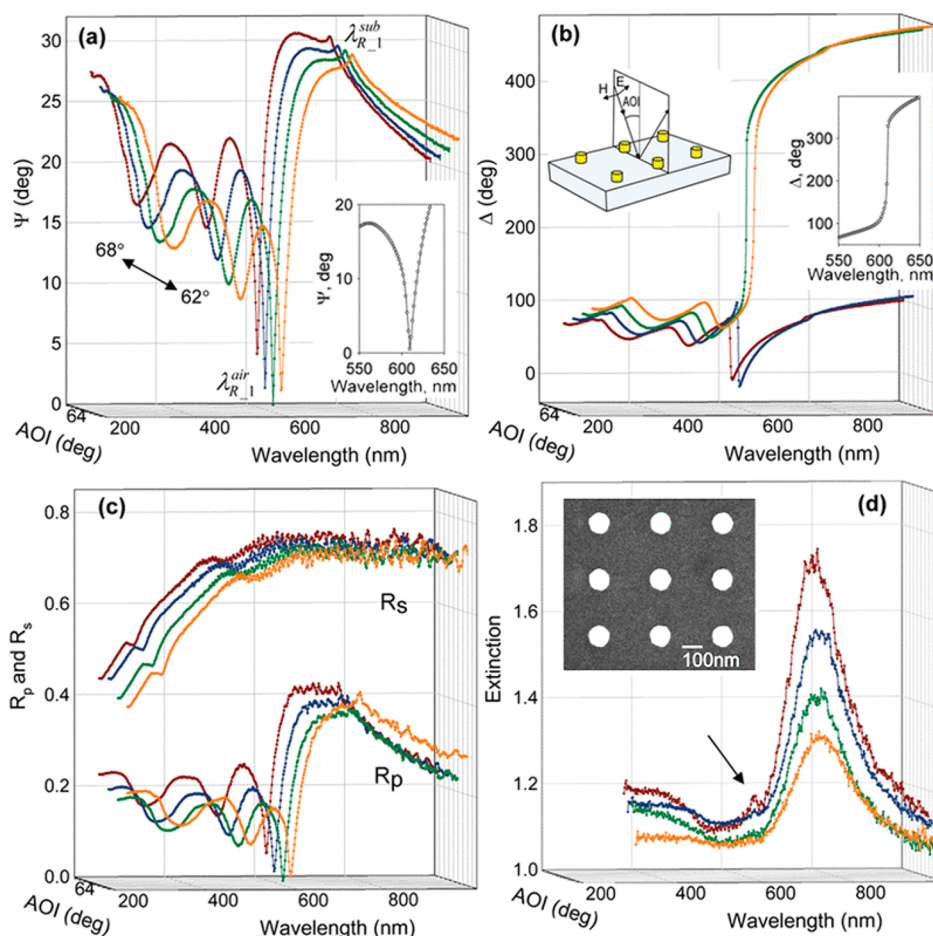 (a)
λ^sub_R_1
Ψ (deg)
30
25
20
15
10
5
0
68°
62°
λ^air_R_1
Ψ, deg
20
10
0
550 600 650
Wavelength, nm
64
AOI (deg)
200 400 600 800
Wavelength (nm)
(b)
Δ (deg)
400
300
200
100
0
H
E
AOI
Δ, deg
300
200
100
550 600 650
Wavelength, nm
64
AOI (deg)
200 400 600 800
Wavelength (nm)
(c)
Rp and Rs
0.8
0.6
0.4
0.2
0.0
Rs
Rp
64
AOI (deg)
200 400 600 800
Wavelength (nm)
(d)
Extinction
1.8
1.6
1.4
1.2
1.0
100nm
64
AOI (deg)
200 400 600 800
Wavelength (nm)